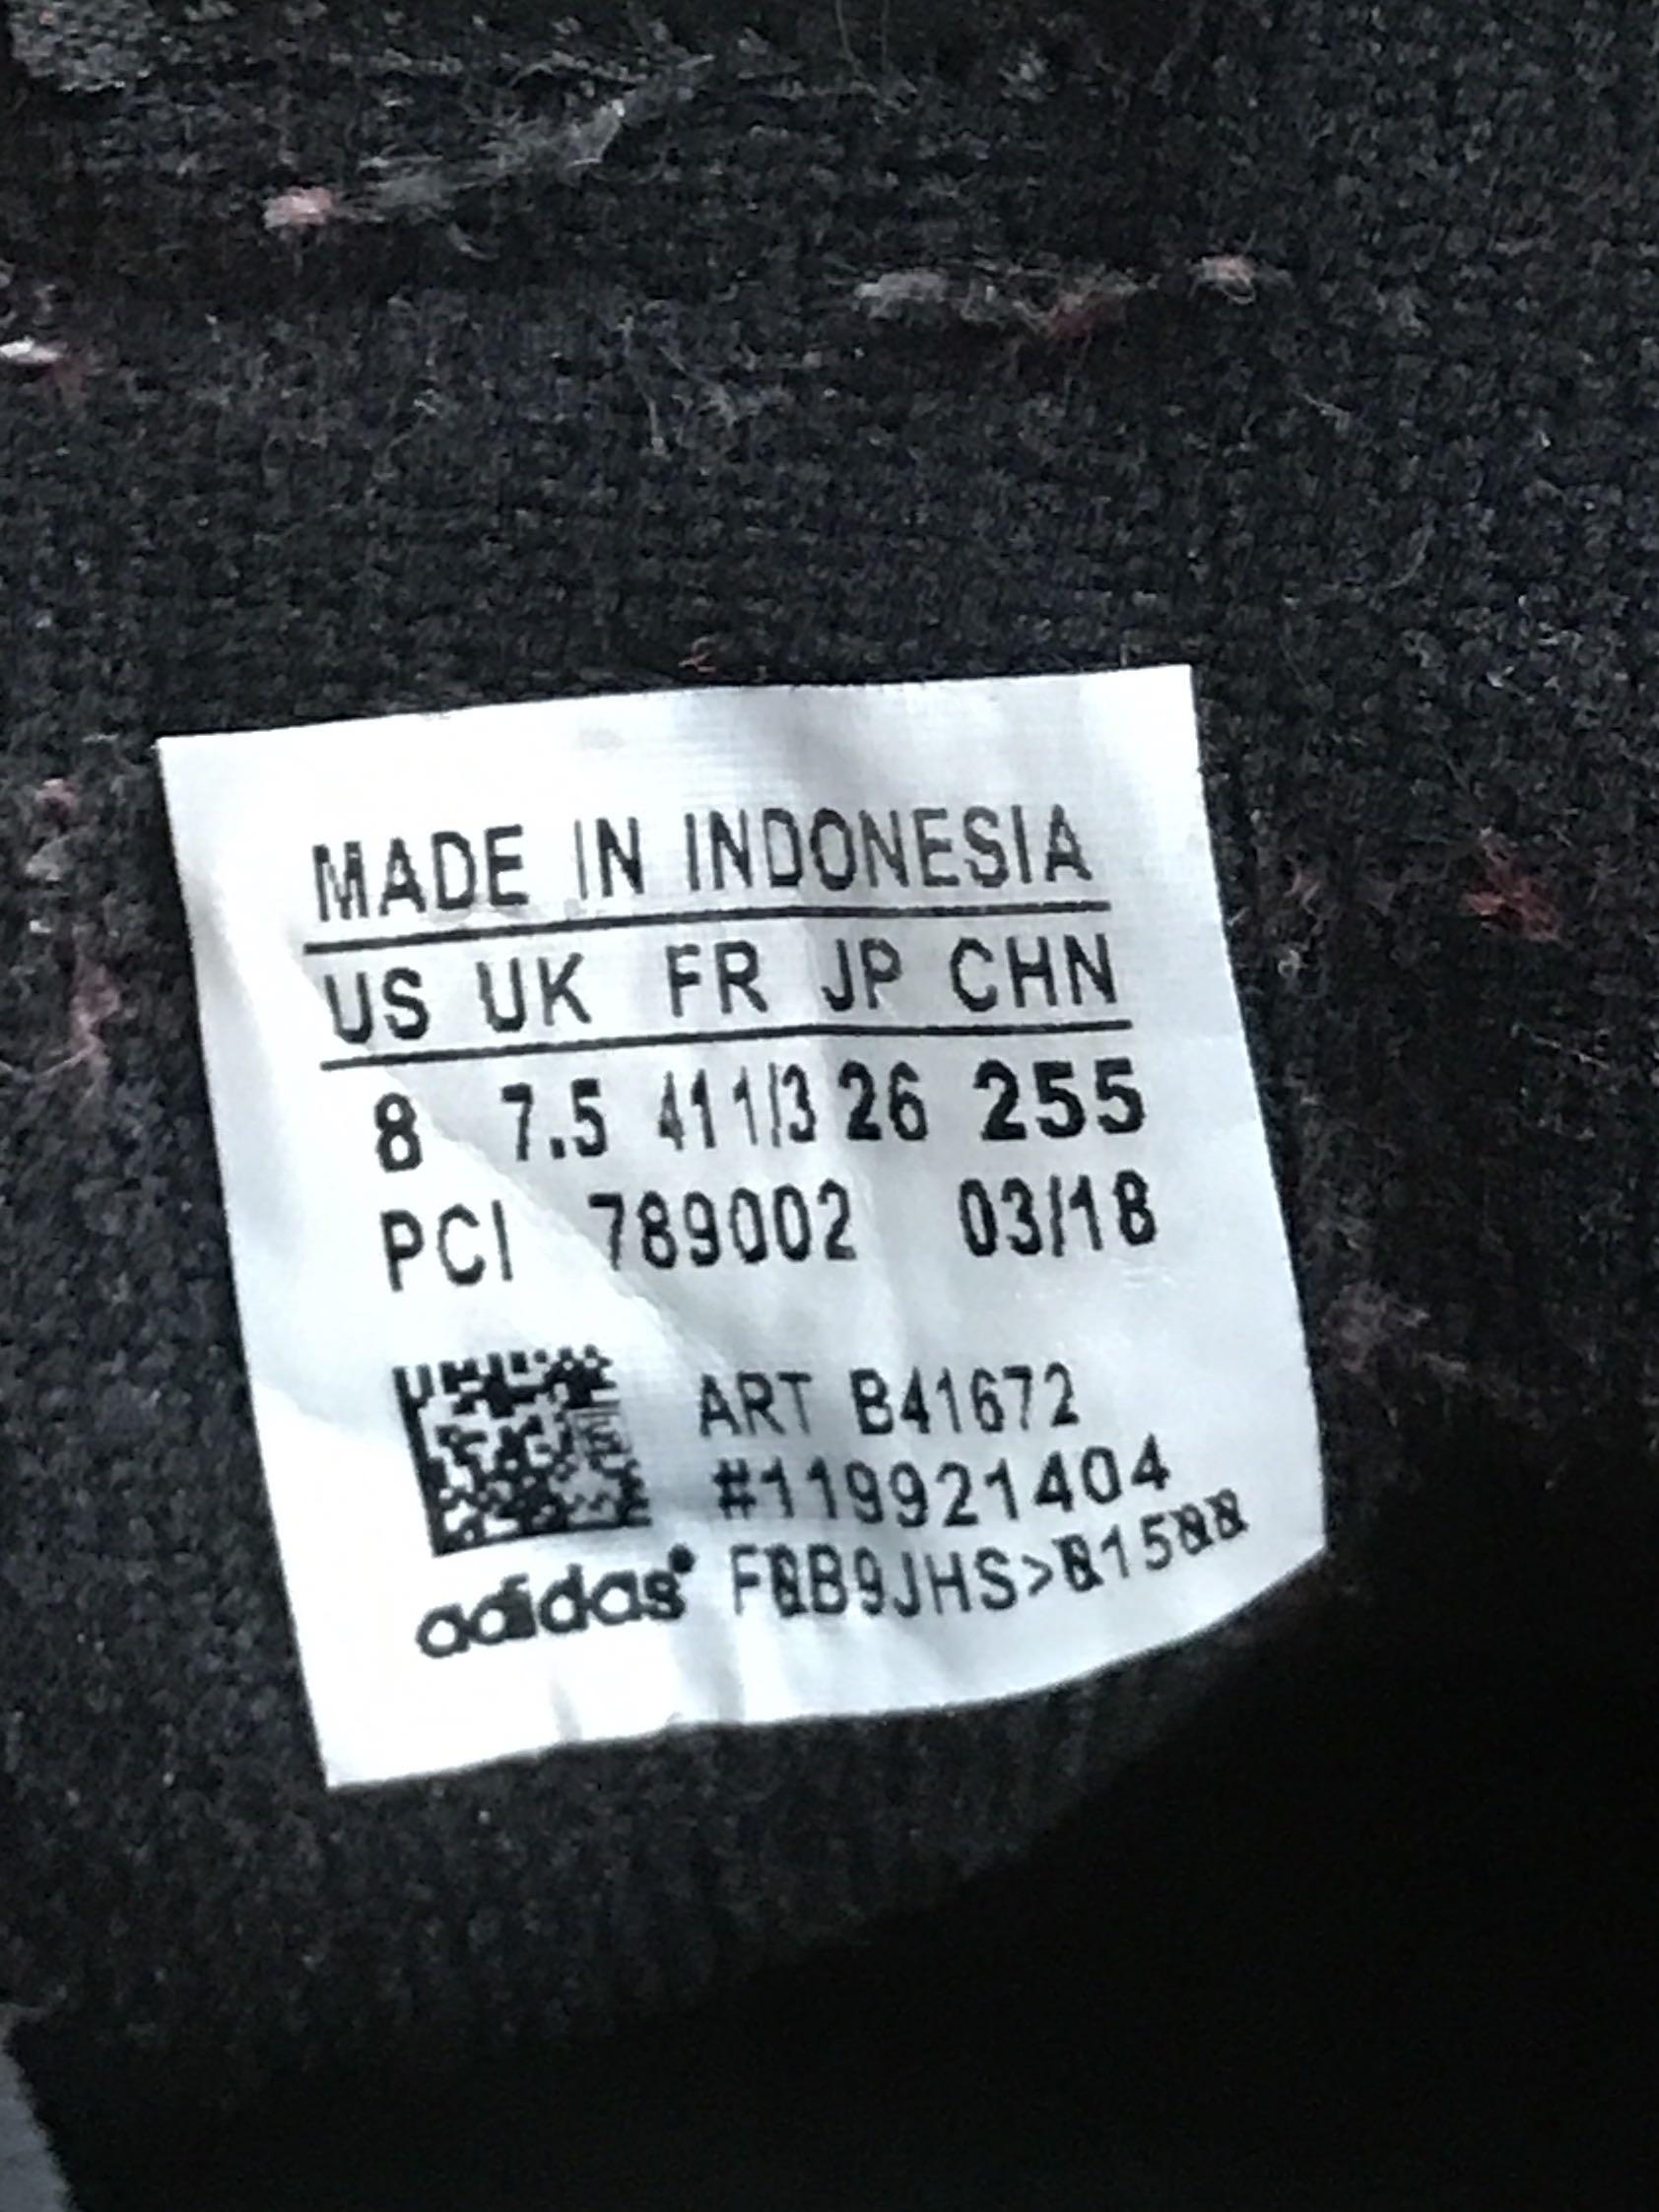 MADE IN INDONESIA
US UK FR JP CHN
8 7.5 41 1/3 26 255
PCI 789002 03/18
ART B41672
#119921404
adidas